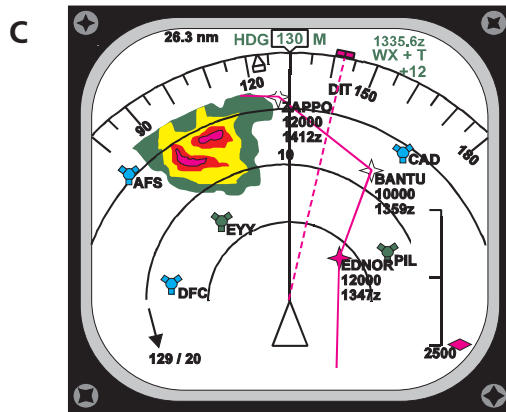 C
26.3 nm
HDG 130 M
1335.6z
WX + T
+12
90
120
DIT
150
180
ZAPPO
12000
1412z
CAD
10
AFS
BANTU
10000
1359z
EYY
PIL
EDNOR
12000
1347z
DFC
129 / 20
2500